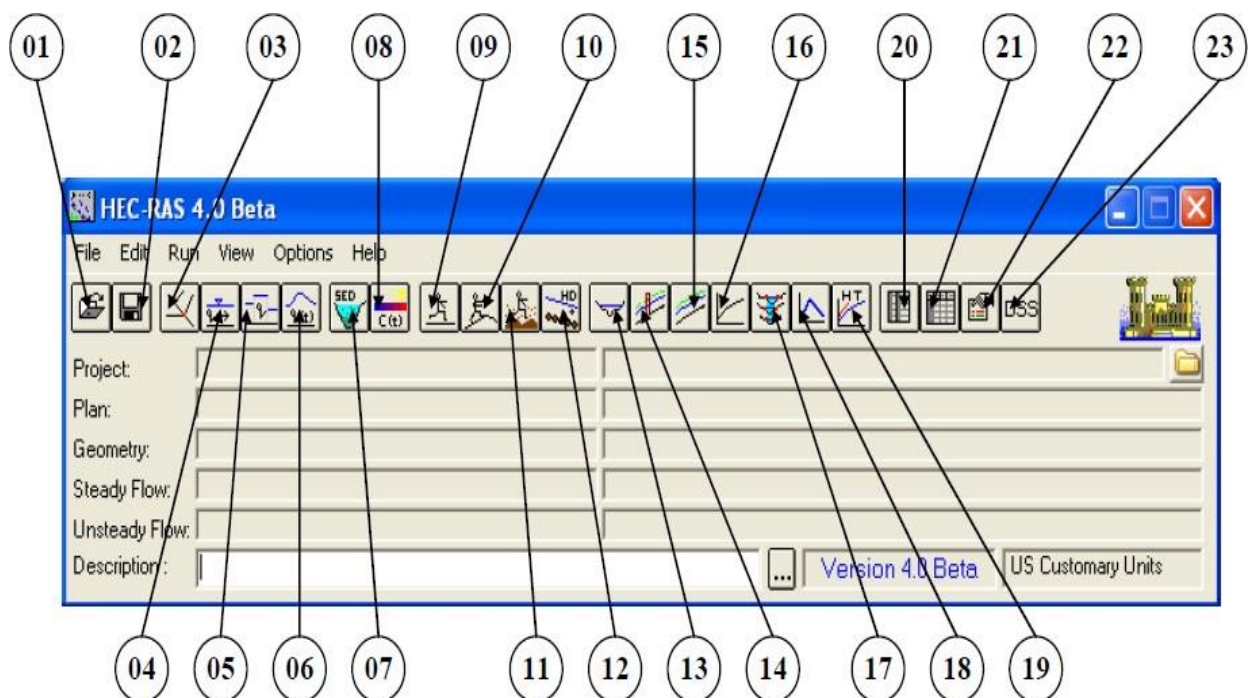 01 02 03 08 09 10 15 16 20 21 22 23
HEC-RAS 4.0 Beta
File Edit Run View Options Help
SED C(t) HD HT DSS
Project:
Plan:
Geometry:
Steady Flow:
Unsteady Flow:
Description : ... Version 4.0 Beta US Customary Units
04 05 06 07 11 12 13 14 17 18 19